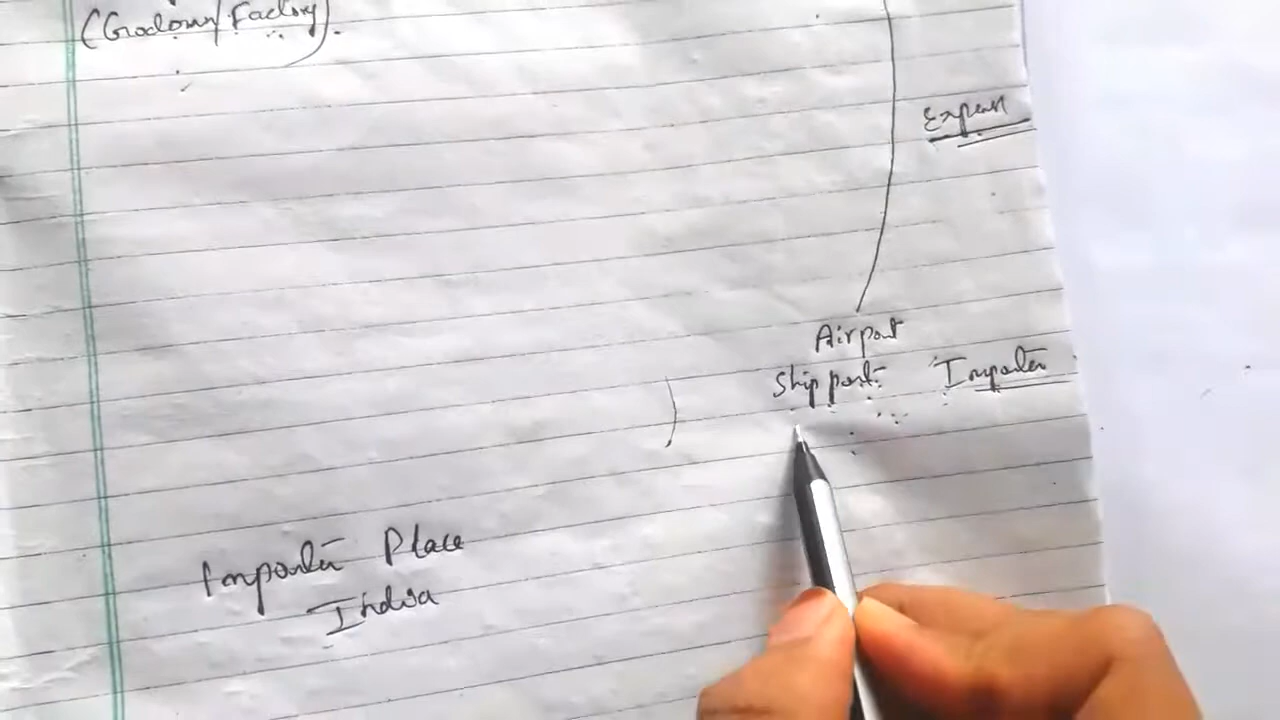 (Godown/Factory)
Export
Airport
Ship port
Importer
Importer Place
India